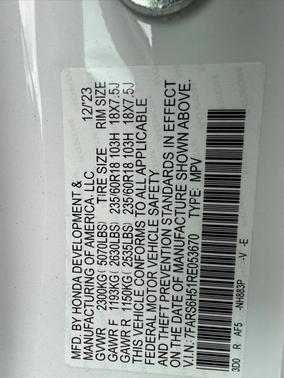 MFD. BY HONDA DEVELOPMENT &
MANUFACTURING OF AMERICA, LLC 12/'23
GVWR 2300KG ( 5070LBS) TIRE SIZE RIM SIZE
GAWR F 1193KG ( 2630LBS) 235/60R18 103H 18X7.5J
GAWR R 1150KG ( 2535LBS) 235/60R18 103H 18X7.5J
THIS VEHICLE CONFORMS TO ALL APPLICABLE
FEDERAL MOTOR VEHICLE SAFETY
AND THEFT PREVENTION STANDARDS IN EFFECT
ON THE DATE OF MANUFACTURE SHOWN ABOVE.
V.I.N: 7FARS6H51RE053670 TYPE: MPV
3D0 R AF5 -NH883P -V -E